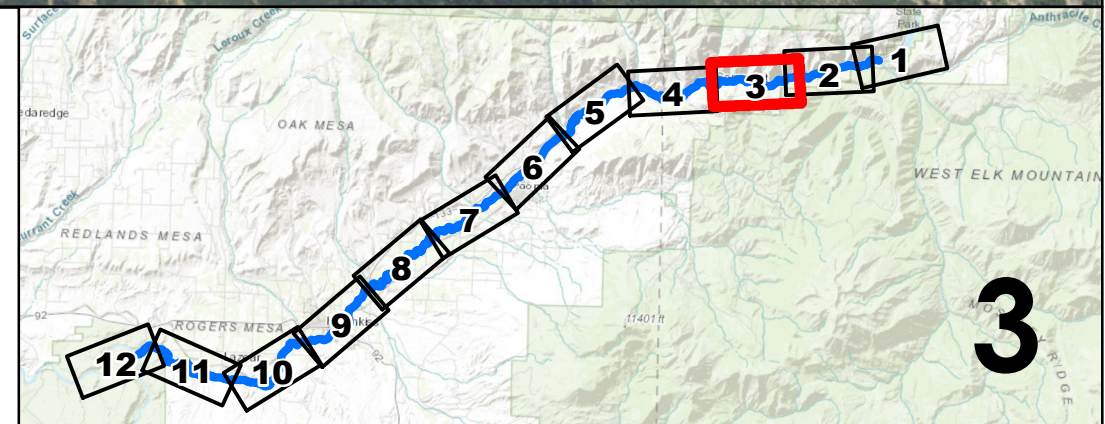 State
Park
Anthracite C
Surface
Leroux Creek
edaredge
OAK MESA
1
2
3
4
5
6
WEST ELK MOUNTAIN
urrant Creek
133
7
REDLANDS MESA
8
92
ROGERS MESA
9
11401 ft
3
12
11
10
92
Y RIDGE